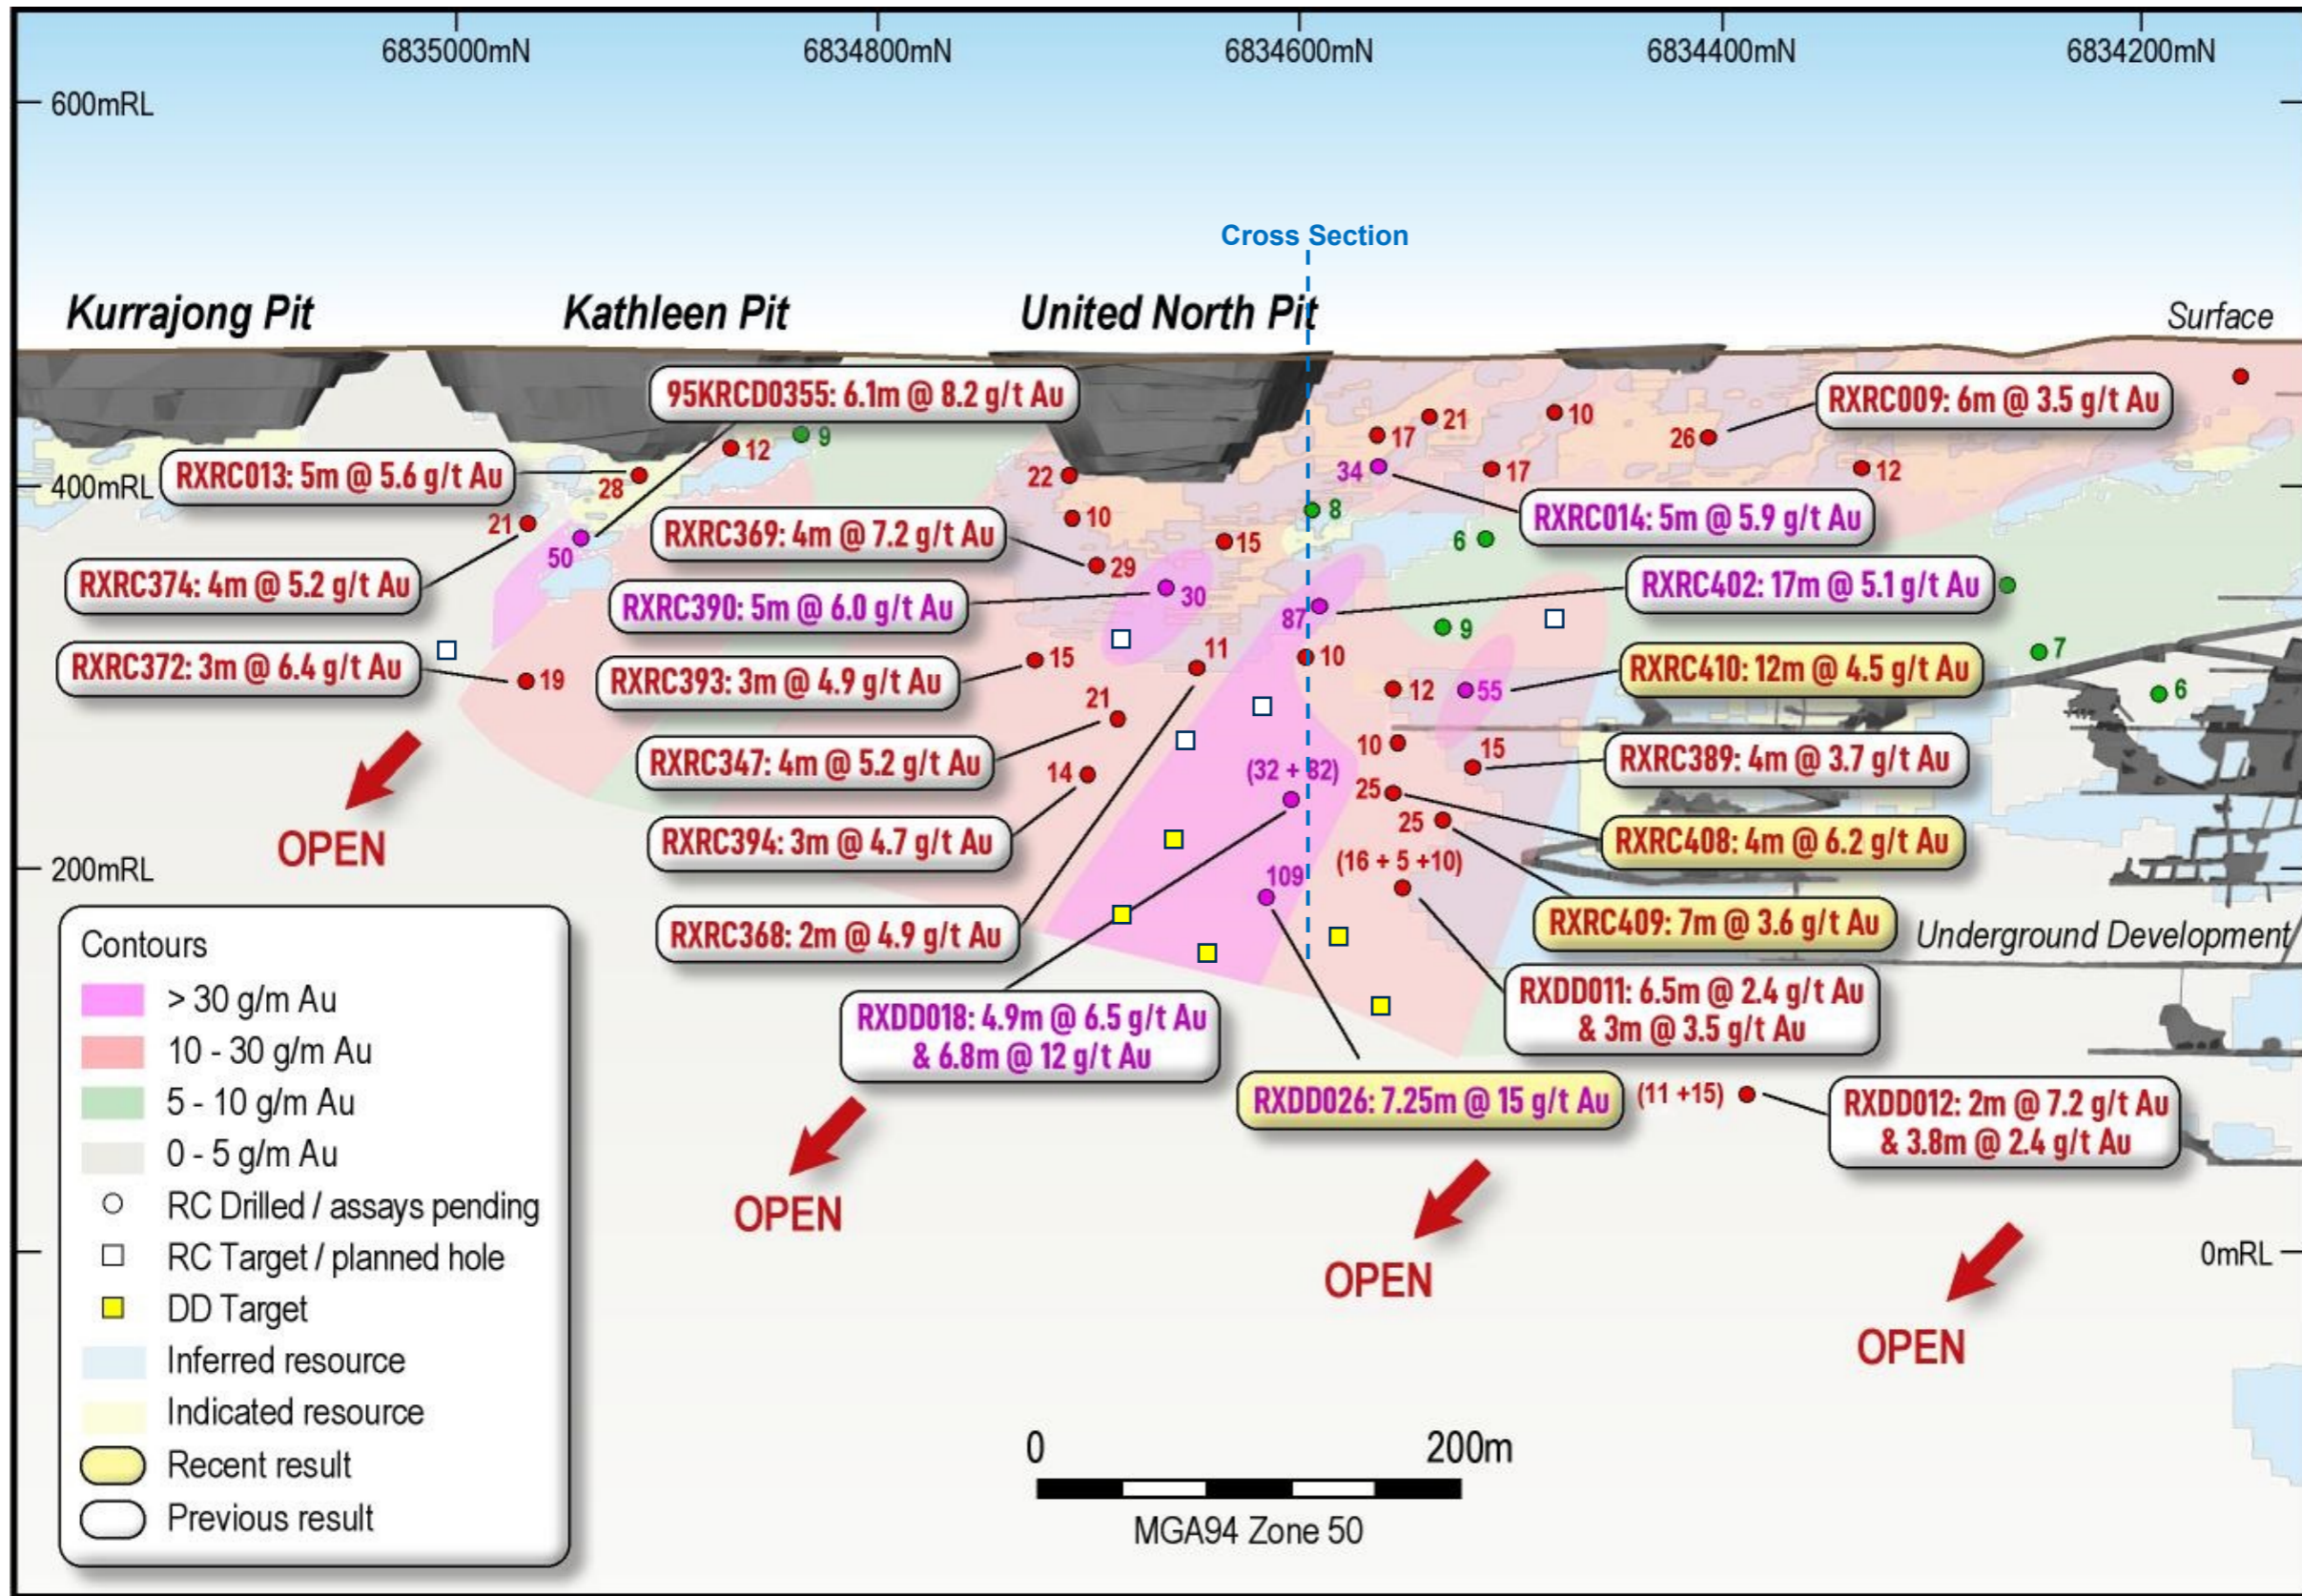 6835000mN
6834800mN
6834600mN
6834400mN
6834200mN
600mRL
Cross Section
Kurrajong Pit
Kathleen Pit
United North Pit
Surface
95KRCD0355: 6.1m @ 8.2 g/t Au
RXRC009: 6m @ 3.5 g/t Au
21
10
17
26
12
9
RXRC013: 5m @ 5.6 g/t Au
28
22
34
17
12
400mRL
RXRC014: 5m @ 5.9 g/t Au
21
10
8
RXRC369: 4m @ 7.2 g/t Au
15
6
50
29
RXRC374: 4m @ 5.2 g/t Au
RXRC402: 17m @ 5.1 g/t Au
RXRC390: 5m @ 6.0 g/t Au
30
87
9
RXRC372: 3m @ 6.4 g/t Au
19
RXRC393: 3m @ 4.9 g/t Au
15
11
10
7
RXRC410: 12m @ 4.5 g/t Au
12
55
6
21
RXRC347: 4m @ 5.2 g/t Au
10
15
RXRC389: 4m @ 3.7 g/t Au
14
(32 + 82)
25
RXRC394: 3m @ 4.7 g/t Au
25
RXRC408: 4m @ 6.2 g/t Au
OPEN
200mRL
(16 + 5 +10)
109
RXRC368: 2m @ 4.9 g/t Au
RXRC409: 7m @ 3.6 g/t Au
Underground Development
RXDD018: 4.9m @ 6.5 g/t Au
& 6.8m @ 12 g/t Au
RXDD011: 6.5m @ 2.4 g/t Au
& 3m @ 3.5 g/t Au
RXDD026: 7.25m @ 15 g/t Au
(11 +15)
RXDD012: 2m @ 7.2 g/t Au
& 3.8m @ 2.4 g/t Au
OPEN
OPEN
OPEN
0mRL
Contours
> 30 g/m Au
10 - 30 g/m Au
5 - 10 g/m Au
0 - 5 g/m Au
RC Drilled / assays pending
RC Target / planned hole
DD Target
Inferred resource
Indicated resource
Recent result
Previous result
0
200m
MGA94 Zone 50